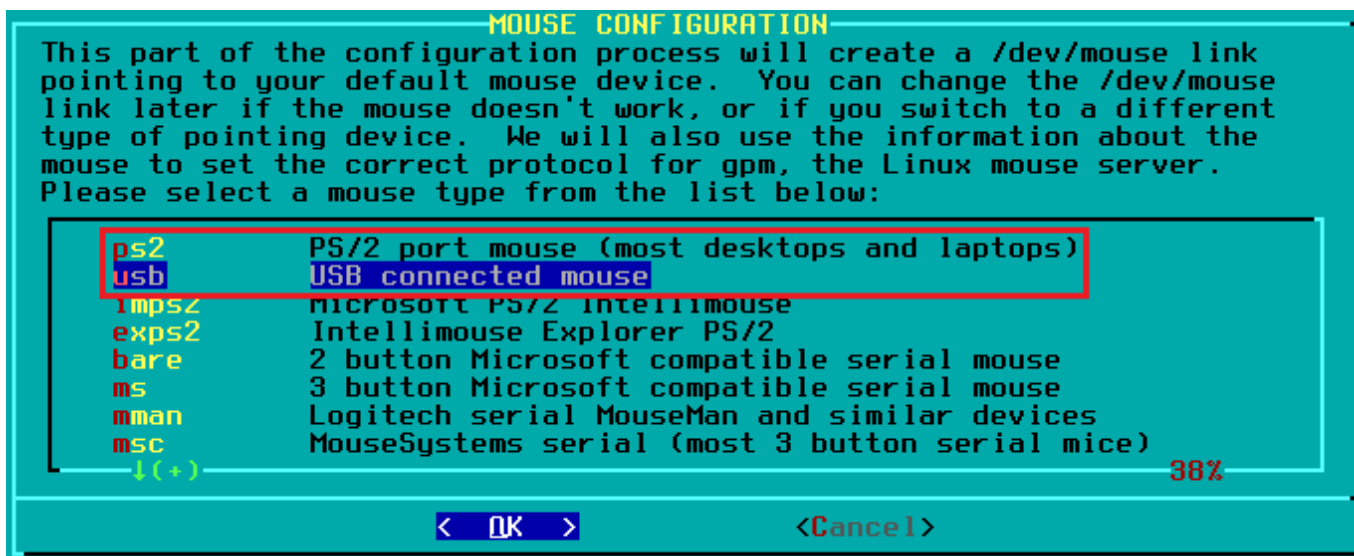 MOUSE CONFIGURATION
This part of the configuration process will create a /dev/mouse link
pointing to your default mouse device.  You can change the /dev/mouse
link later if the mouse doesn't work, or if you switch to a different
type of pointing device.  We will also use the information about the
mouse to set the correct protocol for gpm, the Linux mouse server.
Please select a mouse type from the list below:
ps2 PS/2 port mouse (most desktops and laptops)
usb USB connected mouse
imps2 Microsoft PS/2 Intellimouse
exps2 Intellimouse Explorer PS/2
bare 2 button Microsoft compatible serial mouse
ms 3 button Microsoft compatible serial mouse
mman Logitech serial MouseMan and similar devices
msc MouseSystems serial (most 3 button serial mice)
↓(+) 38%
< OK > <Cancel>